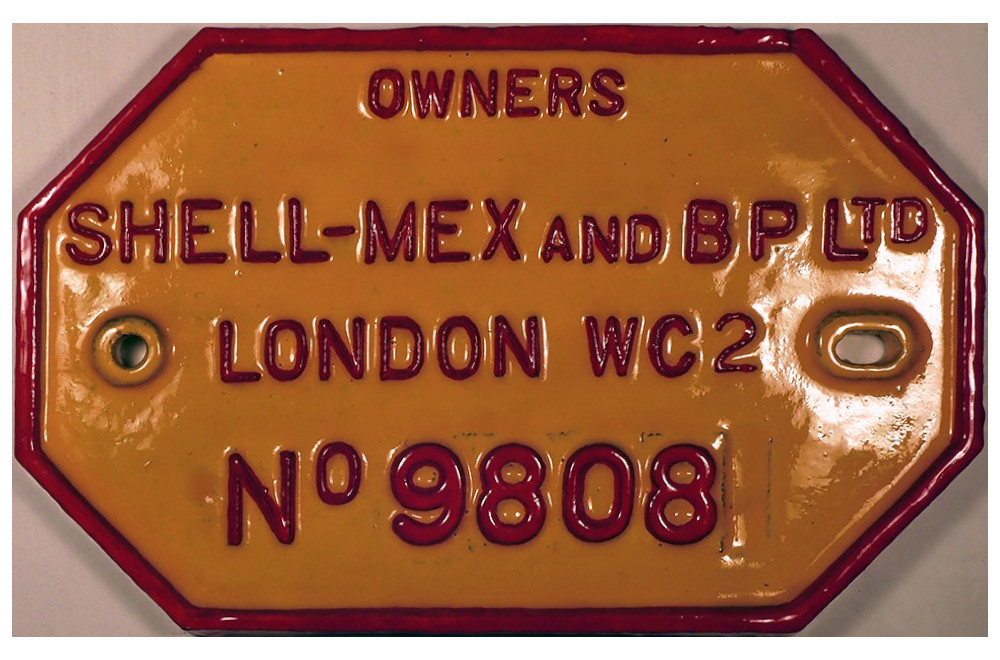 OWNERS
SHELL-MEX AND BP LTD
LONDON WC2
No 9808